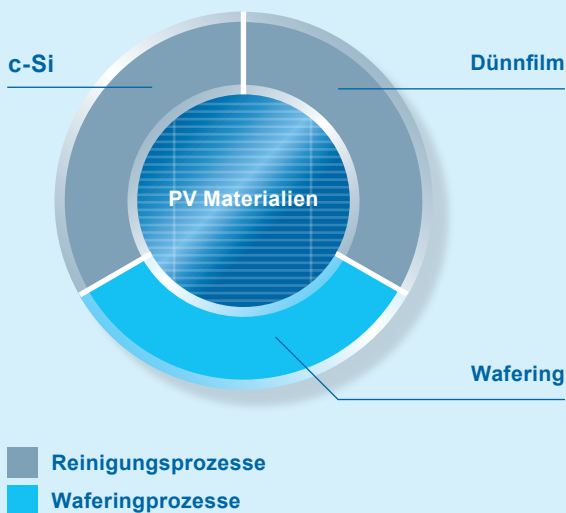 c-Si
Dünnfilm
PV Materialien
Wafering
Reinigungsprozesse
Waferingprozesse